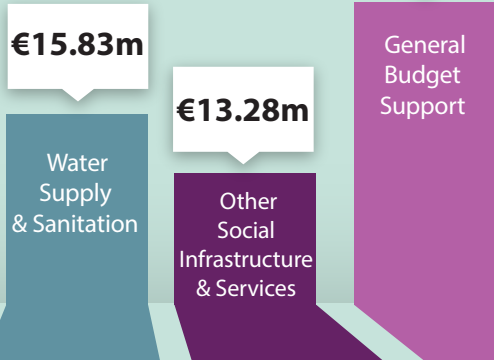 €15.83m
Water
Supply
& Sanitation
€13.28m
Other
Social
Infrastructure
& Services
General
Budget
Support